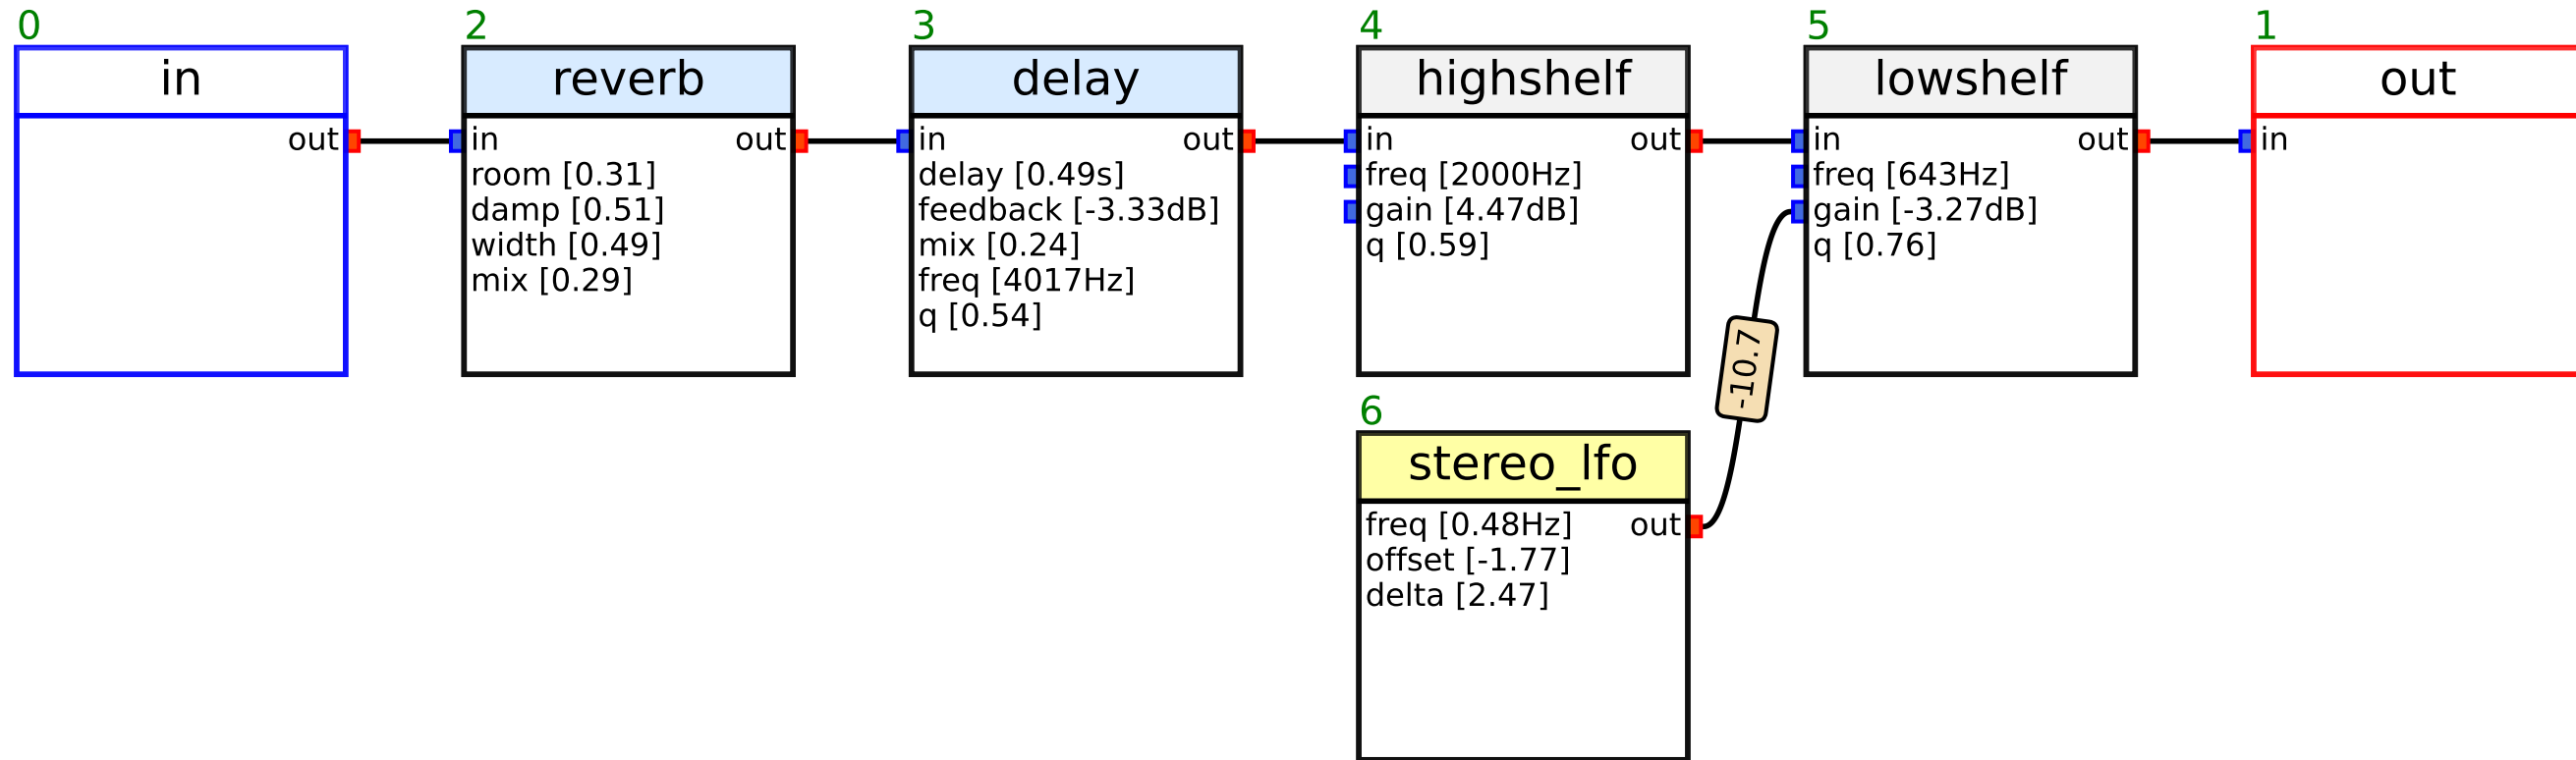 0
in
out
2
reverb
in out
room [0.31]
damp [0.51]
width [0.49]
mix [0.29]
3
delay
in out
delay [0.49s]
feedback [-3.33dB]
mix [0.24]
freq [4017Hz]
q [0.54]
4
highshelf
in out
freq [2000Hz]
gain [4.47dB]
q [0.59]
5
lowshelf
in out
freq [643Hz]
gain [-3.27dB]
q [0.76]
1
out
in
-10.7
6
stereo_lfo
freq [0.48Hz] out
offset [-1.77]
delta [2.47]